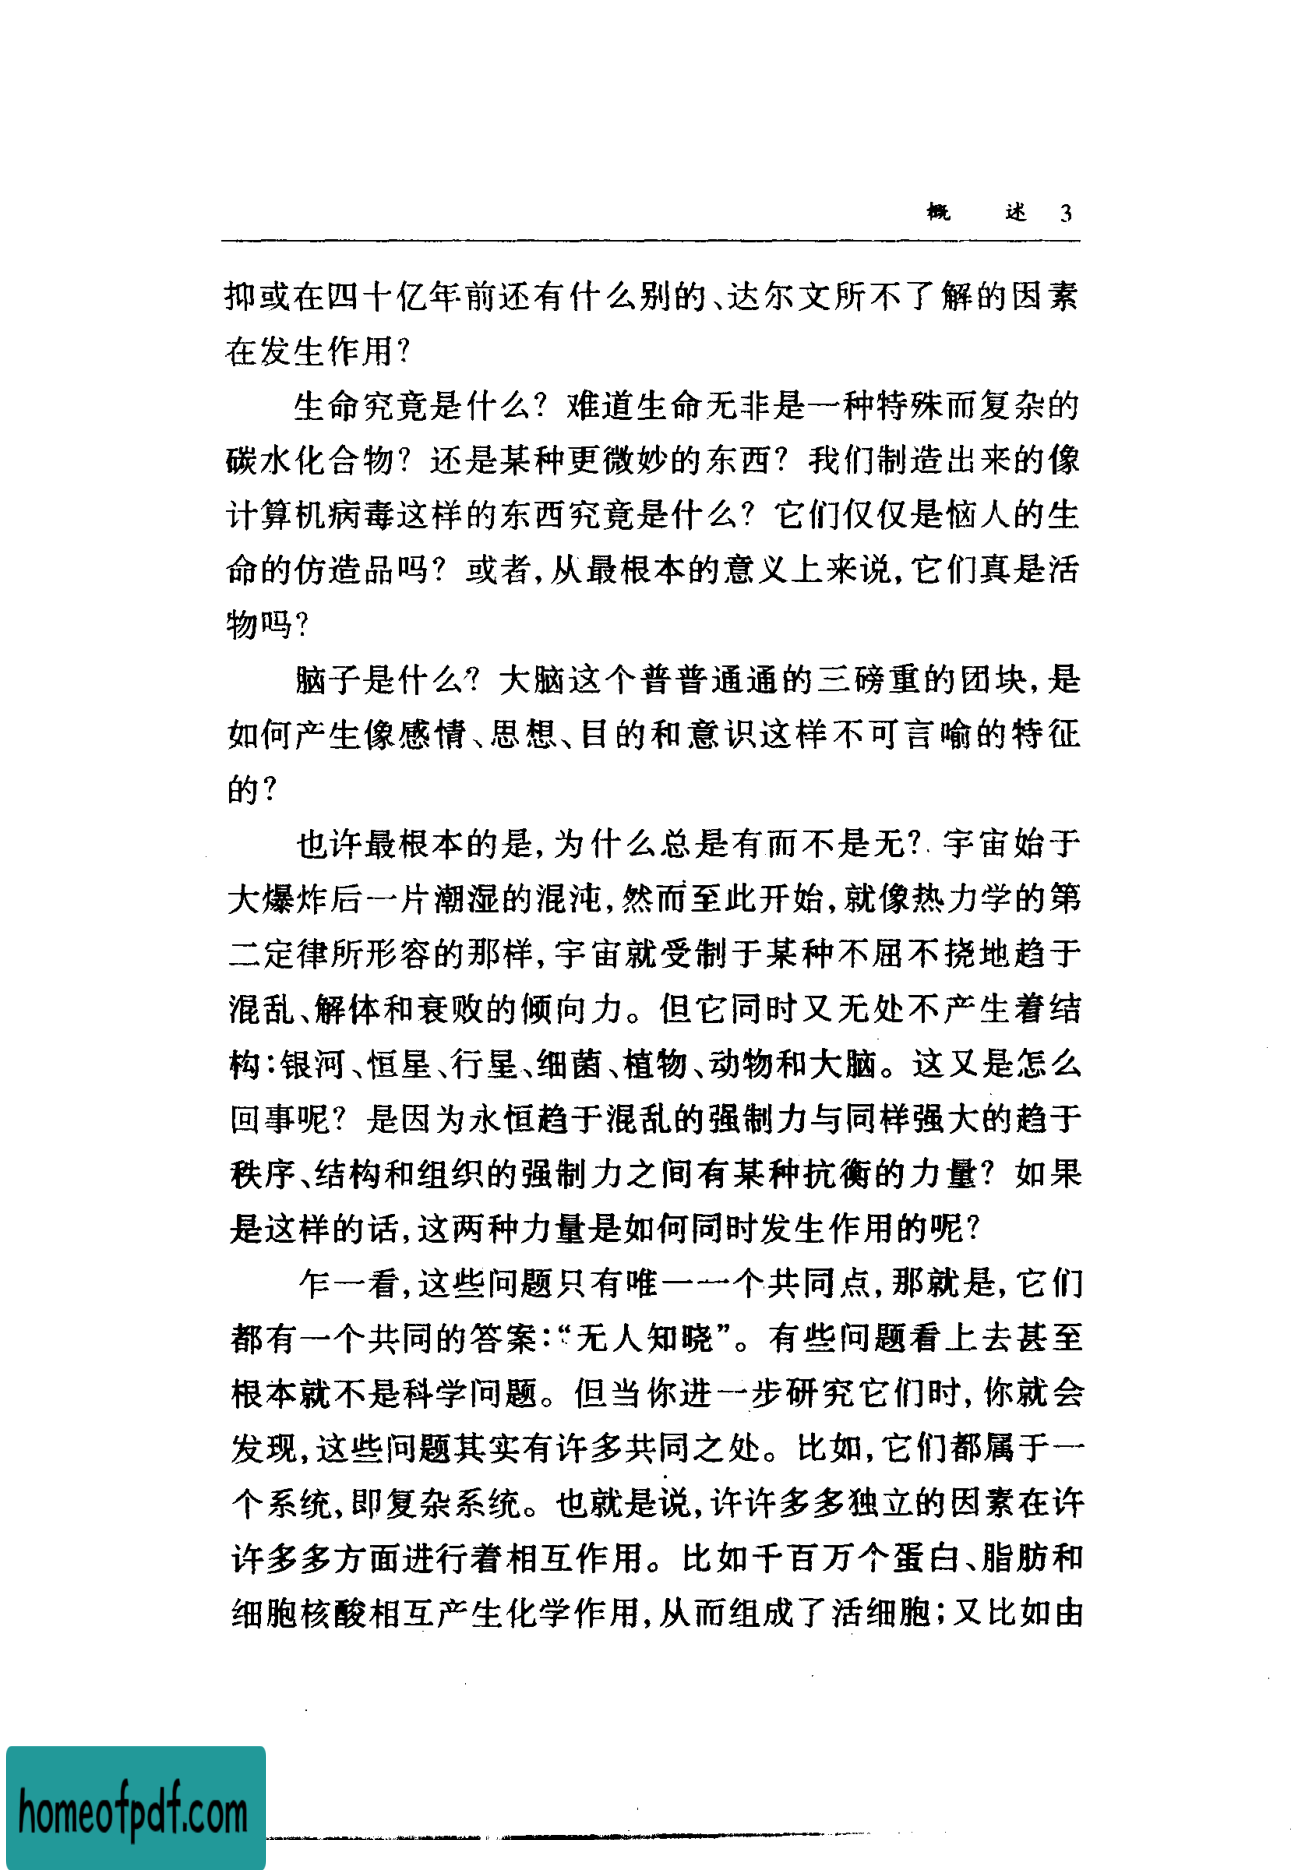 概 述 3
抑或在四十亿年前还有什么别的、达尔文所不了解的因素
在发生作用?
生命究竟是什么? 难道生命无非是一种特殊而复杂的
碳水化合物? 还是某种更微妙的东西? 我们制造出来的像
计算机病毒这样的东西究竟是什么? 它们仅仅是恼人的生
命的仿造品吗? 或者,从最根本的意义上来说,它们真是活
物吗?
脑子是什么? 大脑这个普普通通的三磅重的团块,是
如何产生像感情、思想、目的和意识这样不可言喻的特征
的?
也许最根本的是,为什么总是有而不是无? 宇宙始于
大爆炸后一片潮湿的混沌,然而至此开始,就像热力学的第
二定律所形容的那样,宇宙就受制于某种不屈不挠地趋于
混乱、解体和衰败的倾向力。但它同时又无处不产生着结
构:银河、恒星、行星、细菌、植物、动物和大脑。这又是怎么
回事呢? 是因为永恒趋于混乱的强制力与同样强大的趋于
秩序、结构和组织的强制力之间有某种抗衡的力量? 如果
是这样的话,这两种力量是如何同时发生作用的呢?
乍一看,这些问题只有唯一一个共同点,那就是,它们
都有一个共同的答案:“无人知晓”。有些问题看上去甚至
根本就不是科学问题。但当你进一步研究它们时,你就会
发现,这些问题其实有许多共同之处。比如,它们都属于一
个系统,即复杂系统。也就是说,许许多多独立的因素在许
许多多方面进行着相互作用。比如千百万个蛋白、脂肪和
细胞核酸相互产生化学作用,从而组成了活细胞;又比如由
homeofpdf.com